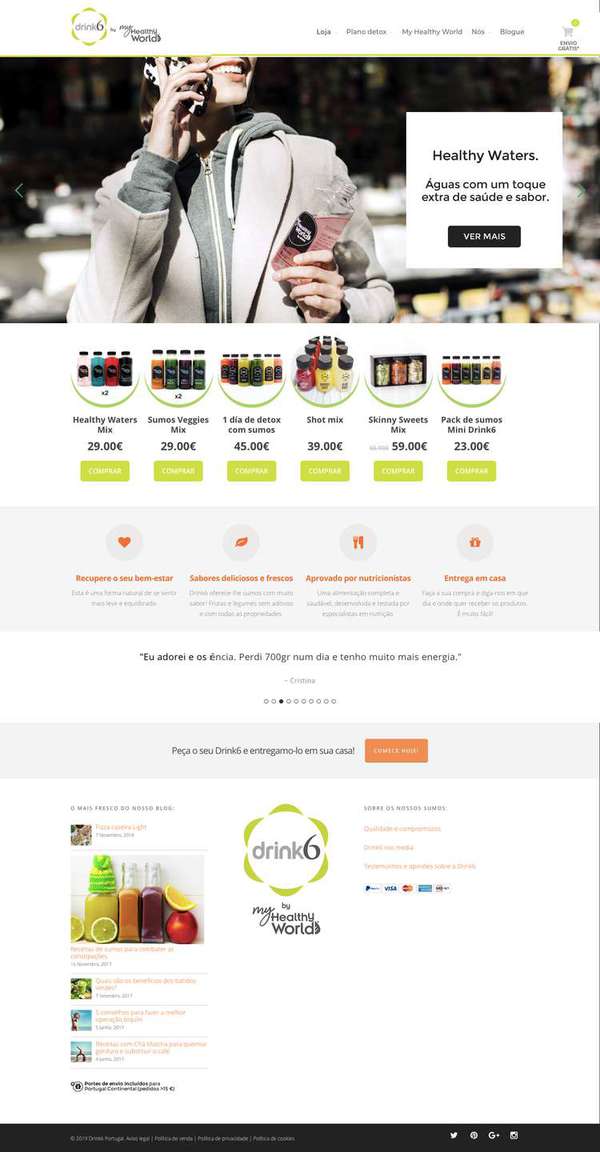 drink6 by my Healthy World
Loja
Plano detox
My Healthy World
Nós
Blogue
0
ENVIO
GRÁTIS*
Healthy Waters.
Águas com um toque
extra de saúde e sabor.
VER MAIS
my Healthy World
x2
x2
Healthy Waters
Mix
29.00€
COMPRAR
Sumos Veggies
Mix
29.00€
COMPRAR
1 día de detox
com sumos
45.00€
COMPRAR
Shot mix
39.00€
COMPRAR
Skinny Sweets
Mix
59.00€
COMPRAR
Pack de sumos
Mini Drink6
23.00€
COMPRAR
Recupere o seu bem-estar
Esta é uma forma natural de se sentir
mais leve e equilibrado
Sabores deliciosos e frescos
Drink6 oferece-lhe sumos com muito
sabor! Frutas e legumes sem aditivos
e com todas as propriedades
Aprovado por nutricionistas
Uma alimentação completa e
saudável, desenvolvida e testada por
especialistas em nutrição
Entrega em casa
Faça a sua compra e diga-nos em que
dia e onde quer receber os produtos.
É muito fácil!
"Eu adorei e os ência. Perdi 700gr num dia e tenho muito mais energia."
– Cristina
Peça o seu Drink6 e entregamo-lo em sua casa!
COMECE HOJE!
O MAIS FRESCO DO NOSSO BLOG:
Pizza caseira Light
7 Novembro, 2018
Receitas de sumos para combater as
constipações
15 Novembro, 2017
Quais são os benefícios dos batidos
verdes?
7 Novembro, 2017
5 conselhos para fazer a melhor
operação biquíni
5 Junho, 2017
Receitas com Chá Matcha para queimar
gordura e substituir o café
4 Junho, 2017
Portes de envio incluídos para
Portugal Continental (pedidos >15 €)
drink6
by
my Healthy
World
SOBRE OS NOSSOS SUMOS:
Qualidade e compromisso
Drink6 nos media
Testemunhos e opiniões sobre a Drink6
PayPal VISA
© 2019 Drink6 Portugal. Aviso legal | Política de venda | Política de privacidade | Política de cookies